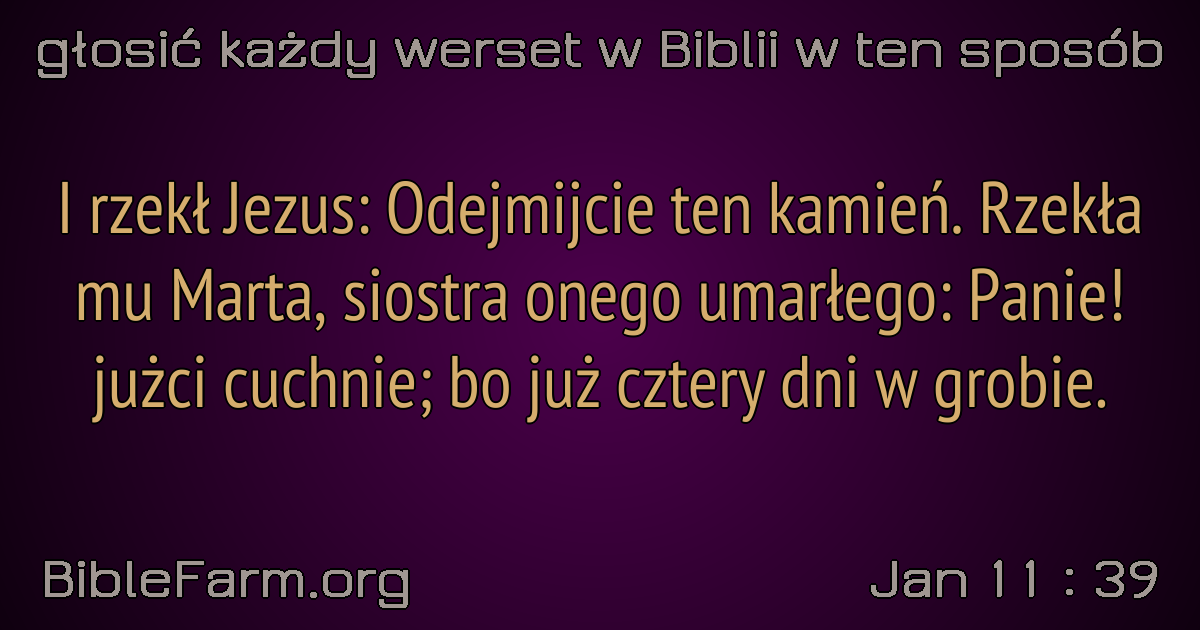 głosić każdy werset w Biblii w ten sposób
I rzekł Jezus: Odejmijcie ten kamień. Rzekła
mu Marta, siostra onego umarłego: Panie!
jużci cuchnie; bo już cztery dni w grobie.
BibleFarm.org
Jan 11 : 39